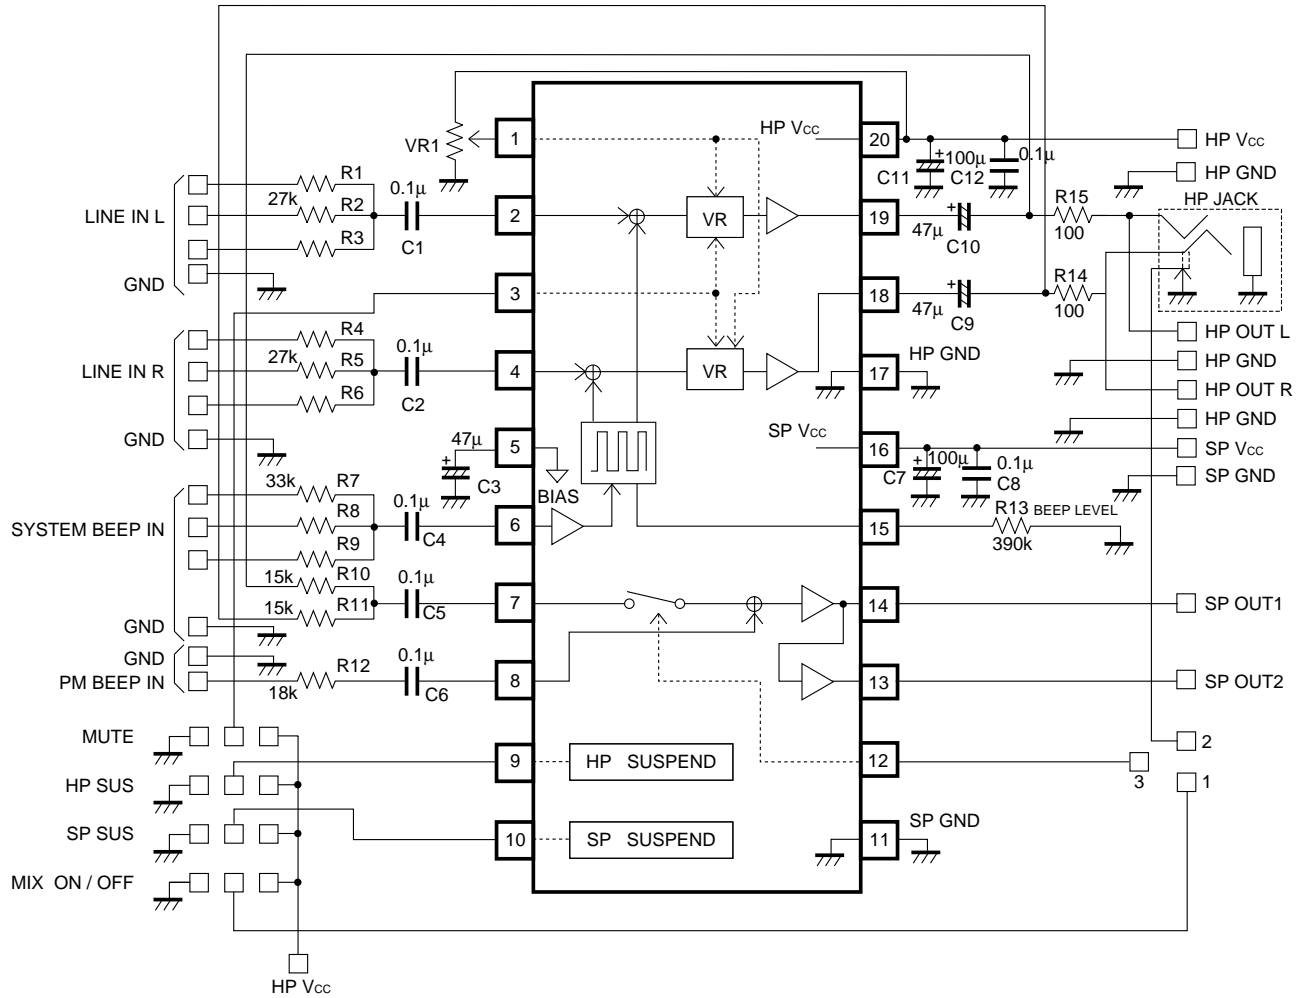 VR1
1
HP Vcc
20
100µ
C11
0.1µ
C12
HP Vcc
HP GND
HP JACK
LINE IN L
R1
27k
R2
R3
GND
0.1µ
C1
2
VR
19
47µ
C10
R15
100
3
18
47µ
C9
R14
100
HP OUT L
HP GND
HP OUT R
HP GND
LINE IN R
R4
27k
R5
R6
GND
0.1µ
C2
4
VR
HP GND
17
47µ
C3
5
BIAS
SP Vcc
16
100µ
C7
0.1µ
C8
SP Vcc
SP GND
SYSTEM BEEP IN
33k
R7
R8
R9
15k
R10
15k
R11
GND
0.1µ
C4
6
15
R13 BEEP LEVEL
390k
0.1µ
C5
7
14
SP OUT1
GND
PM BEEP IN
R12
18k
0.1µ
C6
8
13
SP OUT2
MUTE
HP SUS
SP SUS
MIX ON / OFF
HP Vcc
9
HP SUSPEND
12
3
2
1
10
SP SUSPEND
SP GND
11